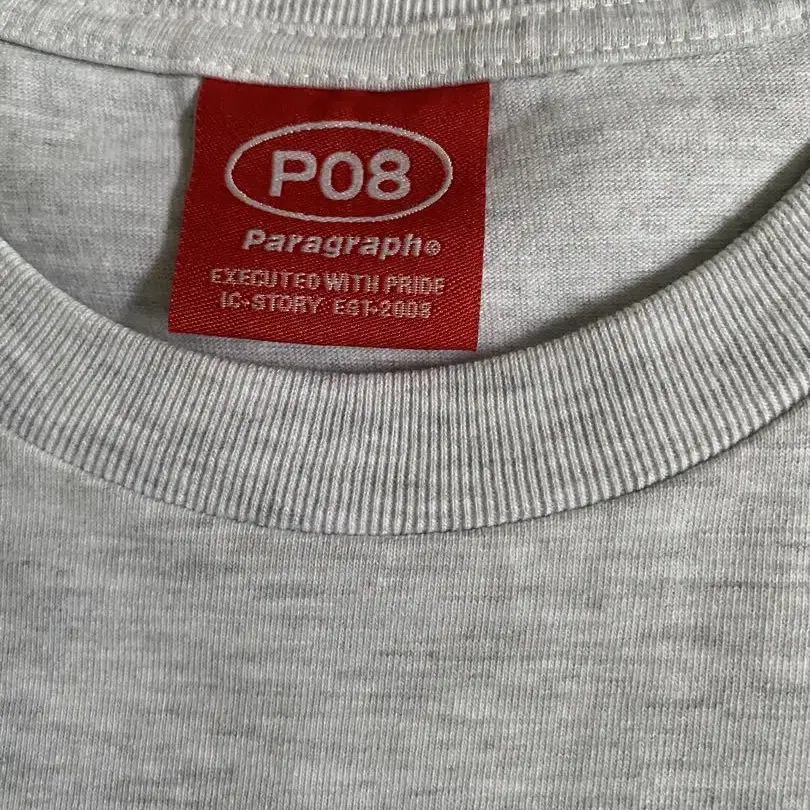 P08
Paragraph®
EXECUTED WITH PRIDE
IC-STORY EST-2008